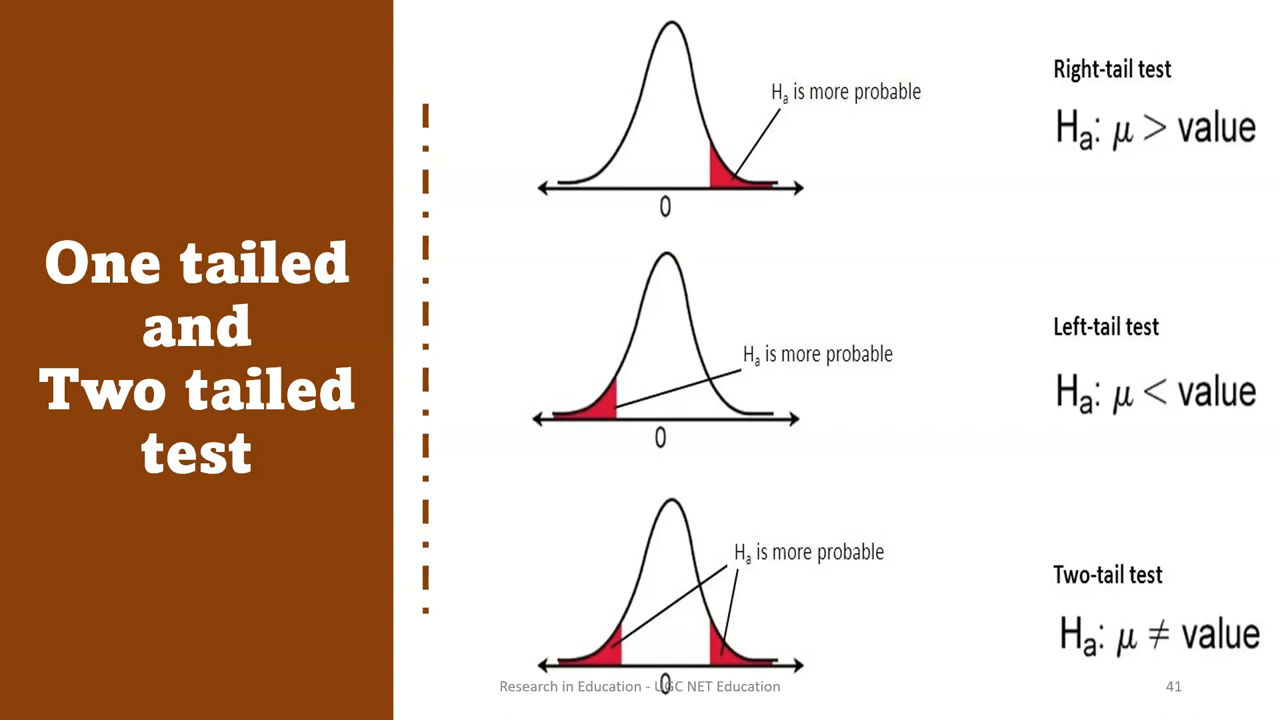 One tailed
and
Two tailed
test
Hₐ is more probable
0
Right-tail test
Hₐ: μ > value
Hₐ is more probable
0
Left-tail test
Hₐ: μ < value
Hₐ is more probable
0
Two-tail test
Hₐ: μ ≠ value
Research in Education - UGC NET Education
41